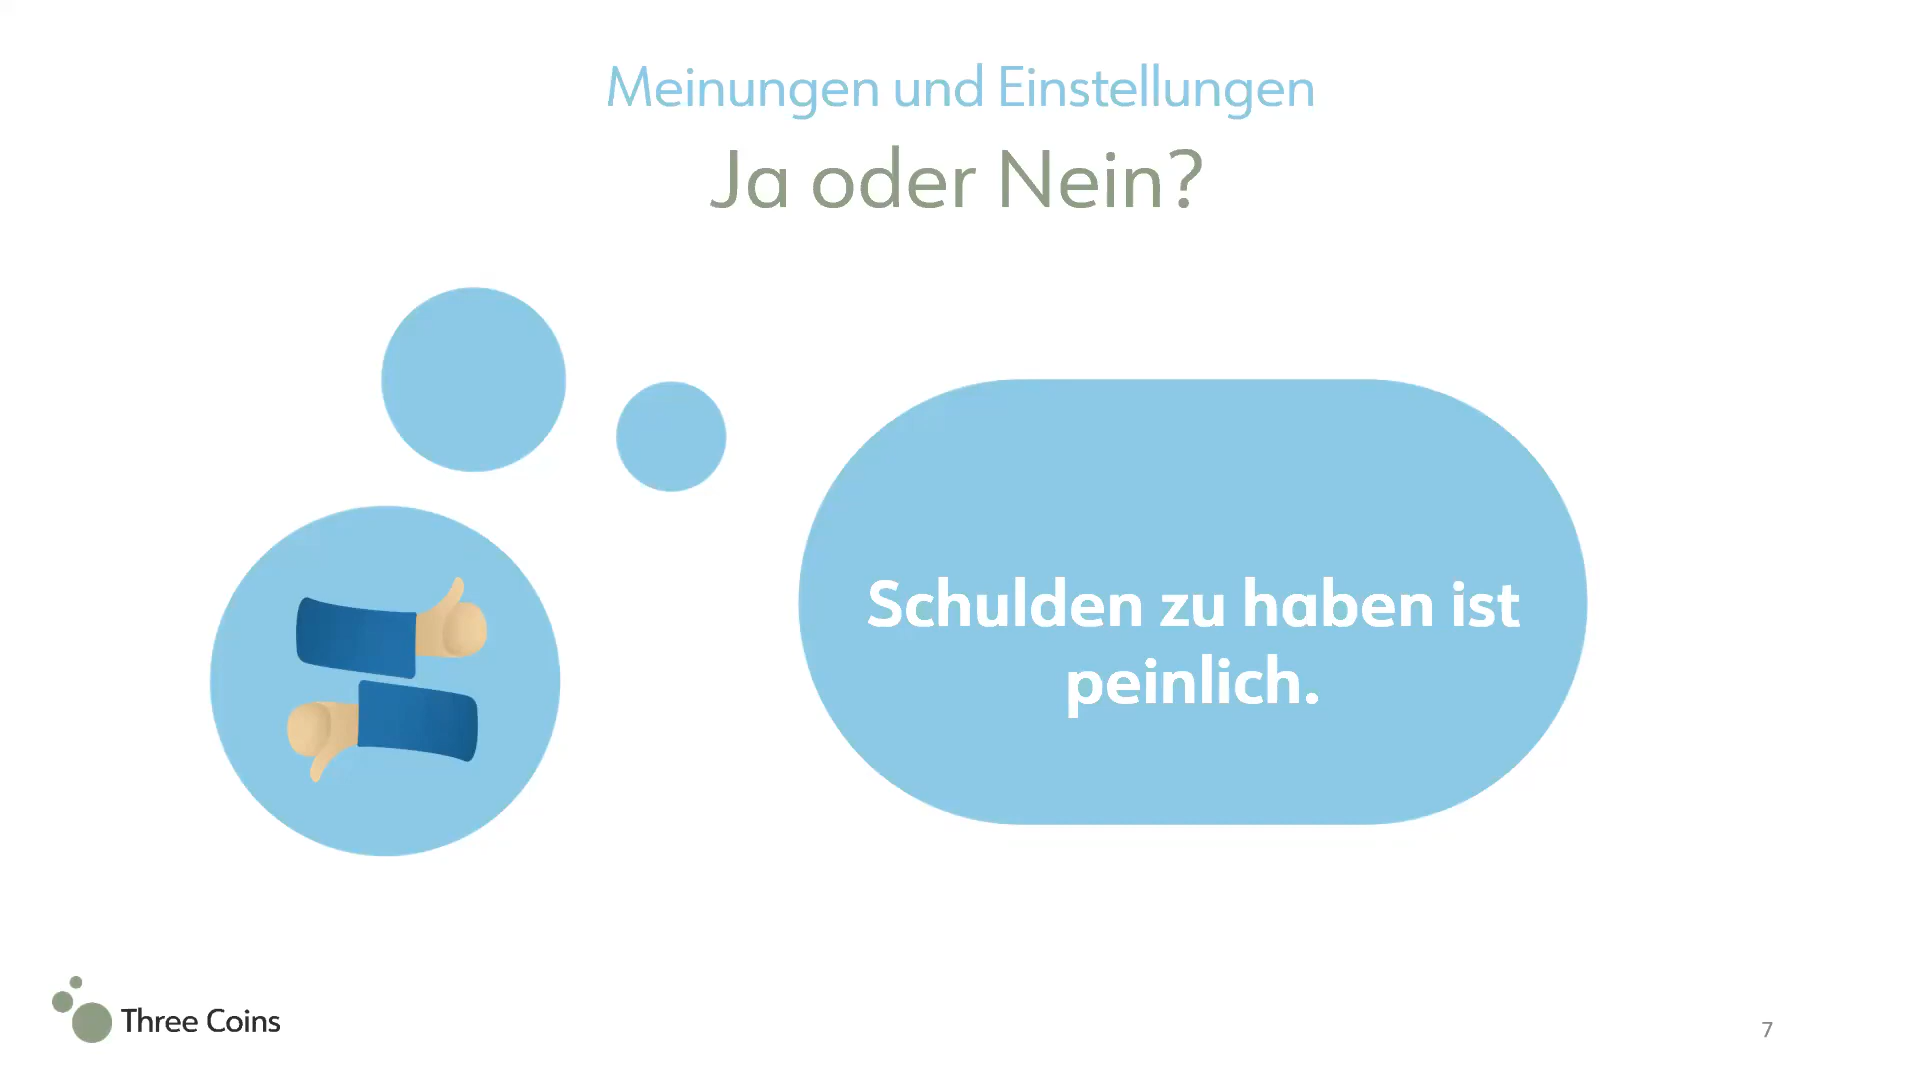 Meinungen und Einstellungen
Ja oder Nein?
Schulden zu haben ist
peinlich.
Three Coins
7